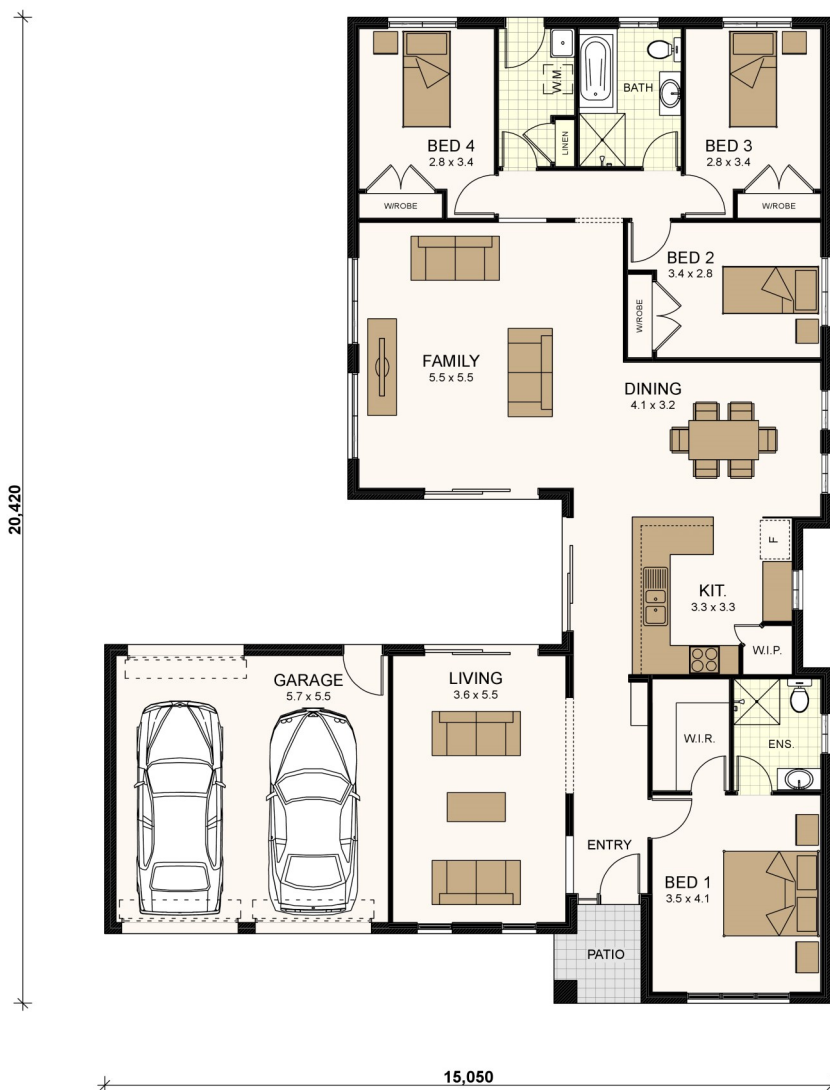 BED 4
2.8 x 3.4
W.M.
LINEN
BATH
BED 3
2.8 x 3.4
W/ROBE
W/ROBE
BED 2
3.4 x 2.8
W/ROBE
FAMILY
5.5 x 5.5
DINING
4.1 x 3.2
20,420
F
KIT.
3.3 x 3.3
W.I.P.
GARAGE
5.7 x 5.5
LIVING
3.6 x 5.5
W.I.R.
ENS.
ENTRY
BED 1
3.5 x 4.1
PATIO
15,050